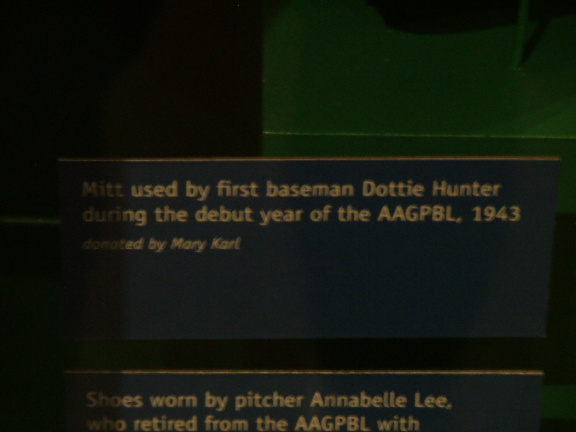 Mitt used by first baseman Dottie Hunter
during the debut year of the AAGPBL, 1943
donated by Mary Karl
Shoes worn by pitcher Annabelle Lee,
who retired from the AAGPBL with